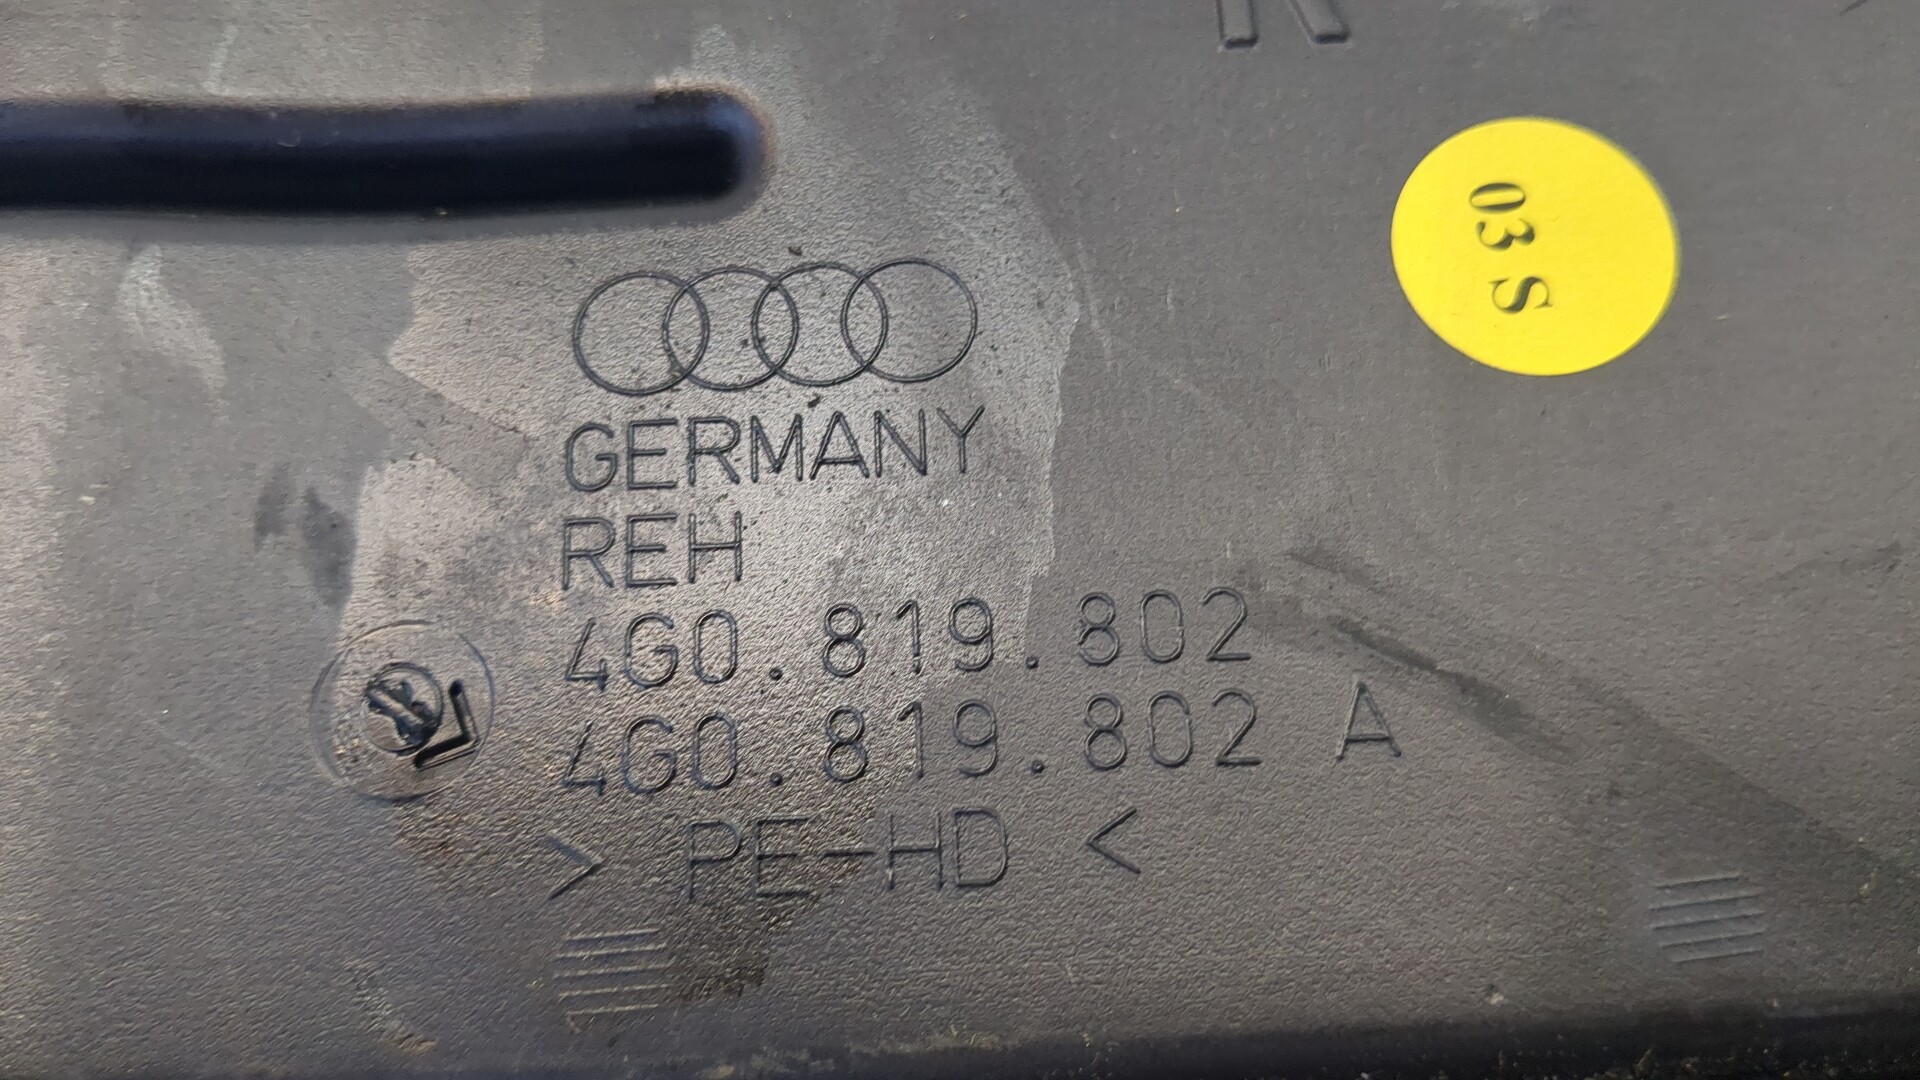 03 S
GERMANY
REH
4G0.819.802
4G0.819.802 A
> PE-HD <